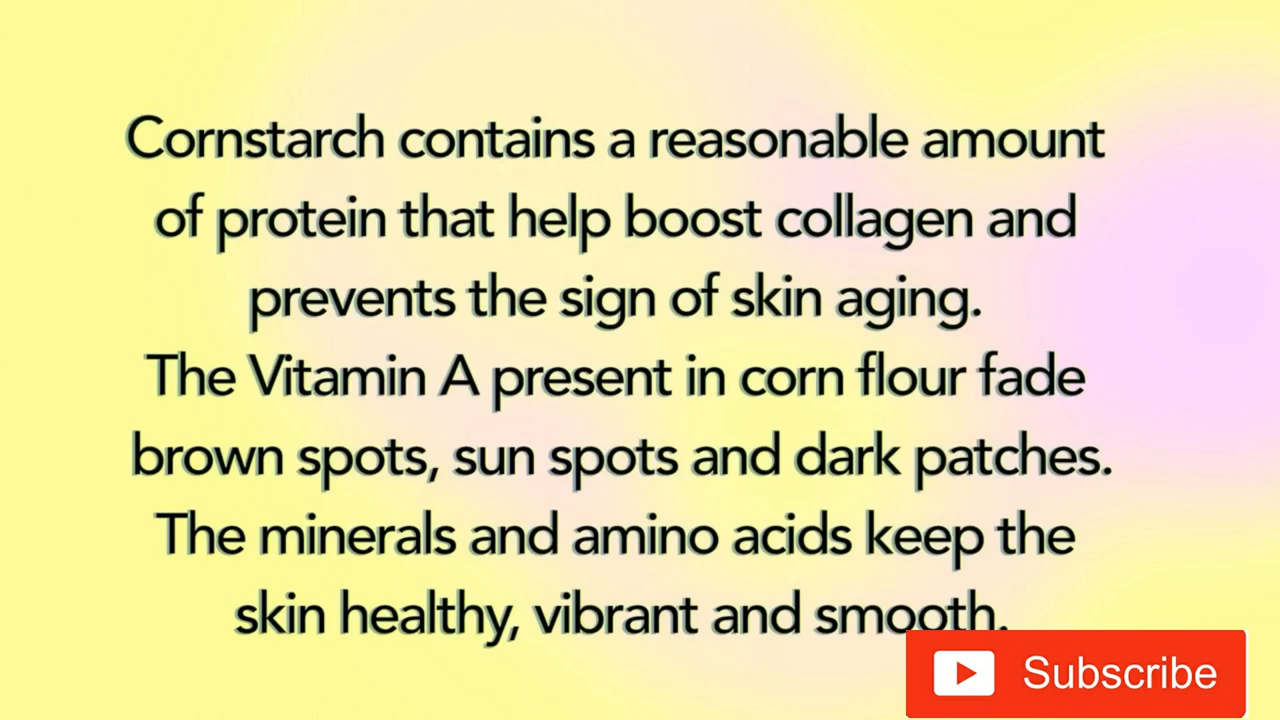 Cornstarch contains a reasonable amount
of protein that help boost collagen and
prevents the sign of skin aging.
The Vitamin A present in corn flour fade
brown spots, sun spots and dark patches.
The minerals and amino acids keep the
skin healthy, vibrant and smooth.
Subscribe